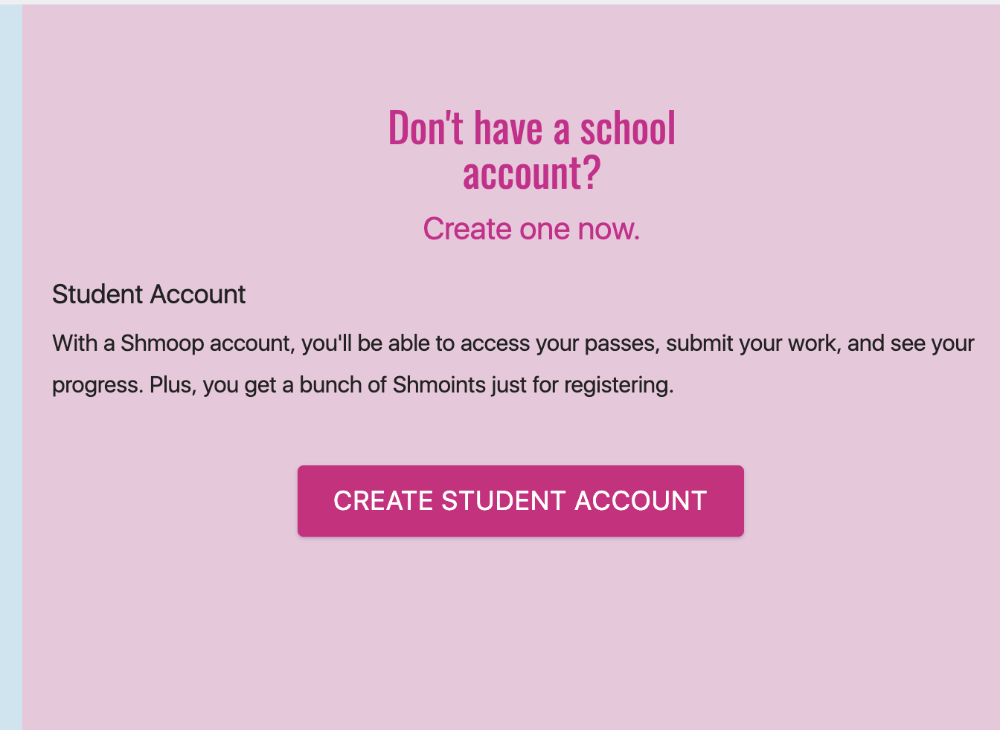 Don't have a school
account?
Create one now.
Student Account
With a Shmoop account, you'll be able to access your passes, submit your work, and see your
progress. Plus, you get a bunch of Shmoints just for registering.
CREATE STUDENT ACCOUNT